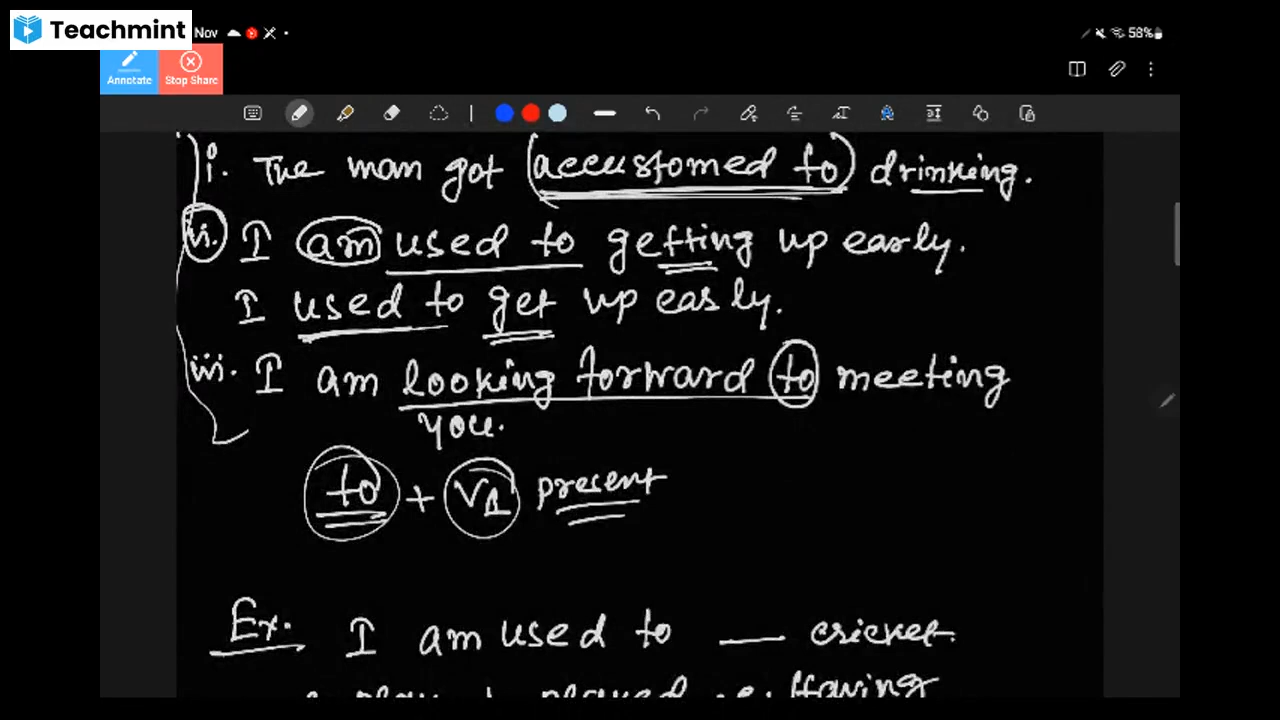 Teachmint
Nov
58%
Annotate
Stop Share
i. The man got (accustomed to) drinking.
ii. I am used to getting up early.
I used to get up early.
iii. I am looking forward to meeting
you.
to + V1 present
Ex. I am used to ___ cricket.